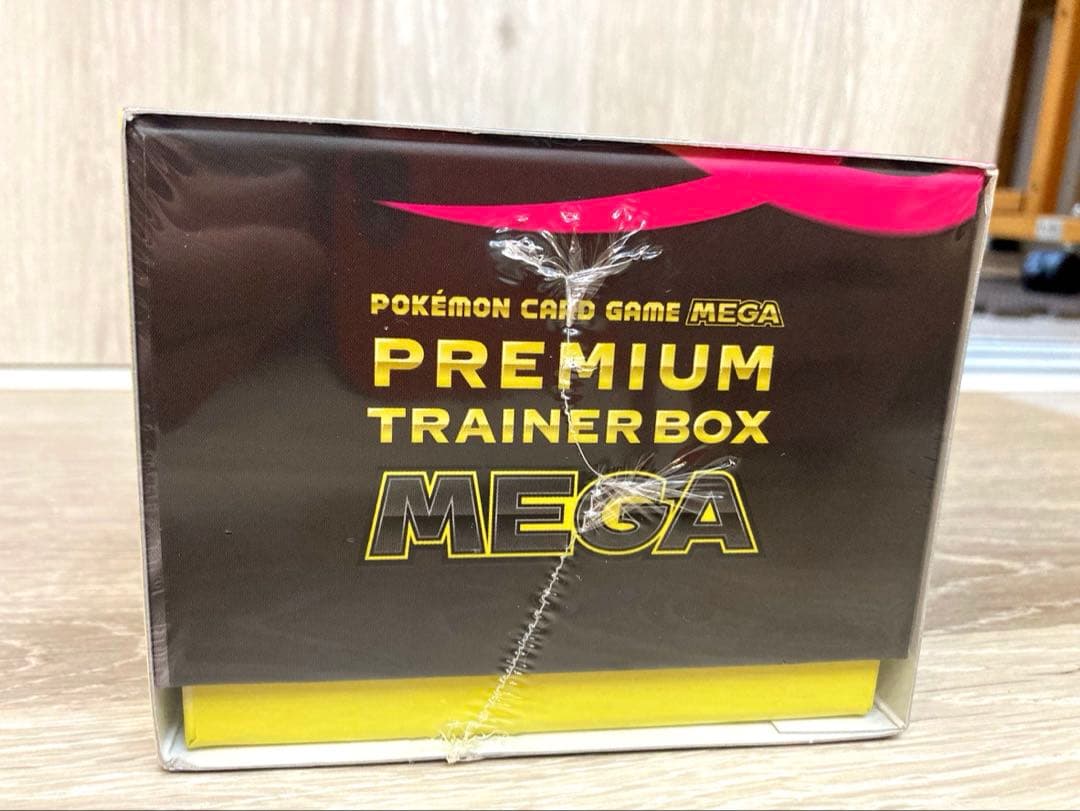 POKÉMON CARD GAME MEGA
PREMIUM
TRAINER BOX
MEGA